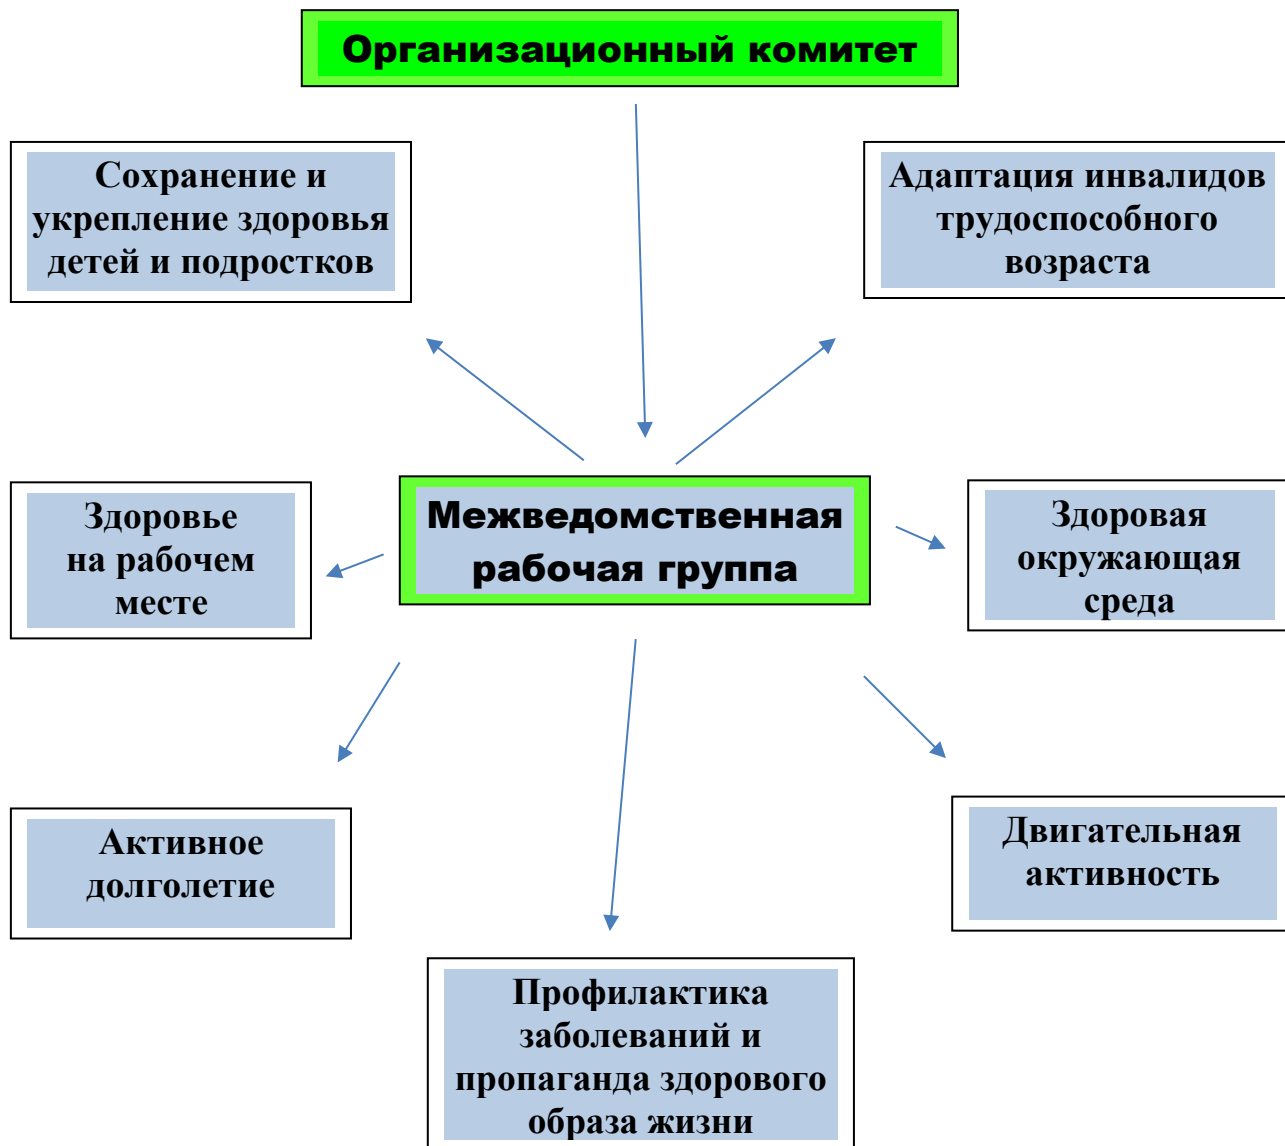 Организационный комитет
Сохранение и
укрепление здоровья
детей и подростков
Адаптация инвалидов
трудоспособного
возраста
Здоровье
на рабочем
месте
Межведомственная
рабочая группа
Здоровая
окружающая
среда
Активное
долголетие
Двигательная
активность
Профилактика
заболеваний и
пропаганда здорового
образа жизни